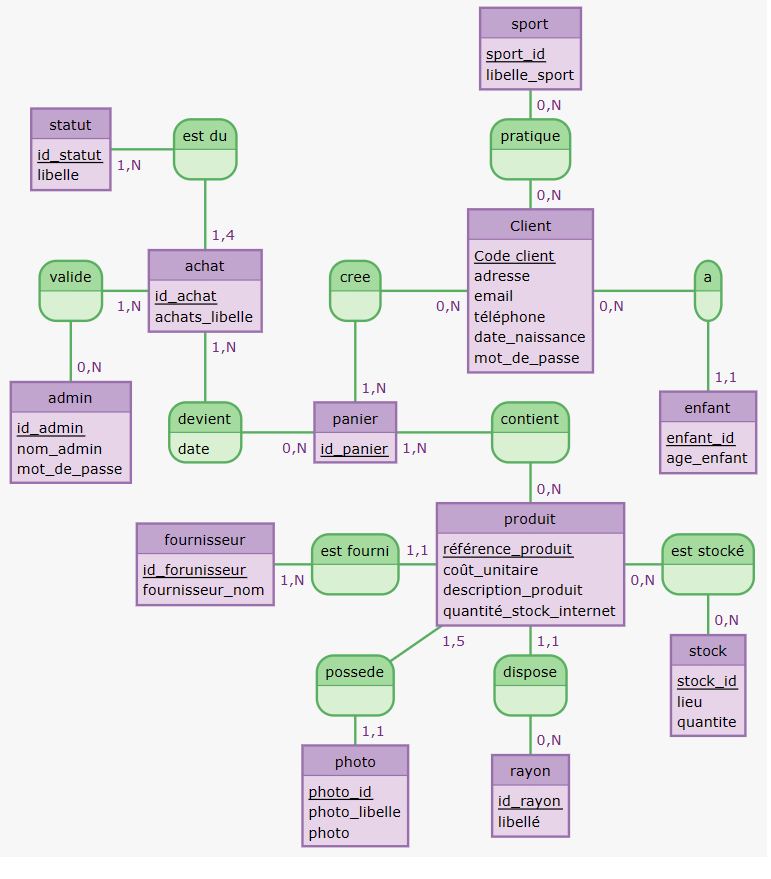 sport
sport_id
libelle_sport
0,N
statut
id_statut
libelle
1,N
est du
pratique
0,N
1,4
Client
Code client
adresse
email
téléphone
date_naissance
mot_de_passe
valide
1,N
achat
id_achat
achats_libelle
cree
0,N
0,N
a
0,N
1,N
1,N
1,1
admin
id_admin
nom_admin
mot_de_passe
devient
date
0,N
panier
id_panier
1,N
contient
enfant
enfant_id
age_enfant
0,N
fournisseur
id_forunisseur
fournisseur_nom
1,N
est fourni
1,1
produit
référence_produit
coût_unitaire
description_produit
quantité_stock_internet
0,N
est stocké
0,N
1,5
1,1
possede
dispose
stock
stock_id
lieu
quantite
1,1
0,N
photo
photo_id
photo_libelle
photo
rayon
id_rayon
libellé